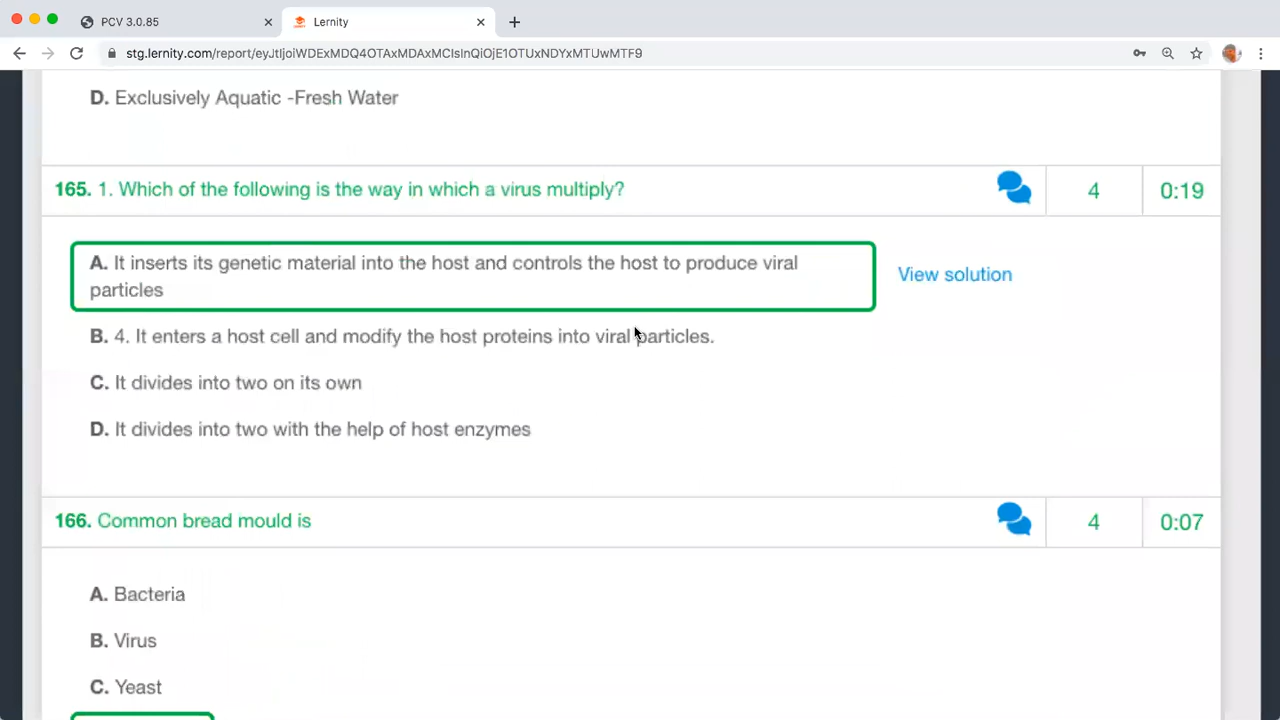 PCV 3.0.85
Lernity
stg.lernity.com/report/eyJtIjoiWDExMDQ4OTAxMDAxMCIsInQiOjE1OTUxNDYxMTUwMTF9
D. Exclusively Aquatic -Fresh Water
165. 1. Which of the following is the way in which a virus multiply?
4
0:19
A. It inserts its genetic material into the host and controls the host to produce viral
particles
View solution
B. 4. It enters a host cell and modify the host proteins into viral particles.
C. It divides into two on its own
D. It divides into two with the help of host enzymes
166. Common bread mould is
4
0:07
A. Bacteria
B. Virus
C. Yeast